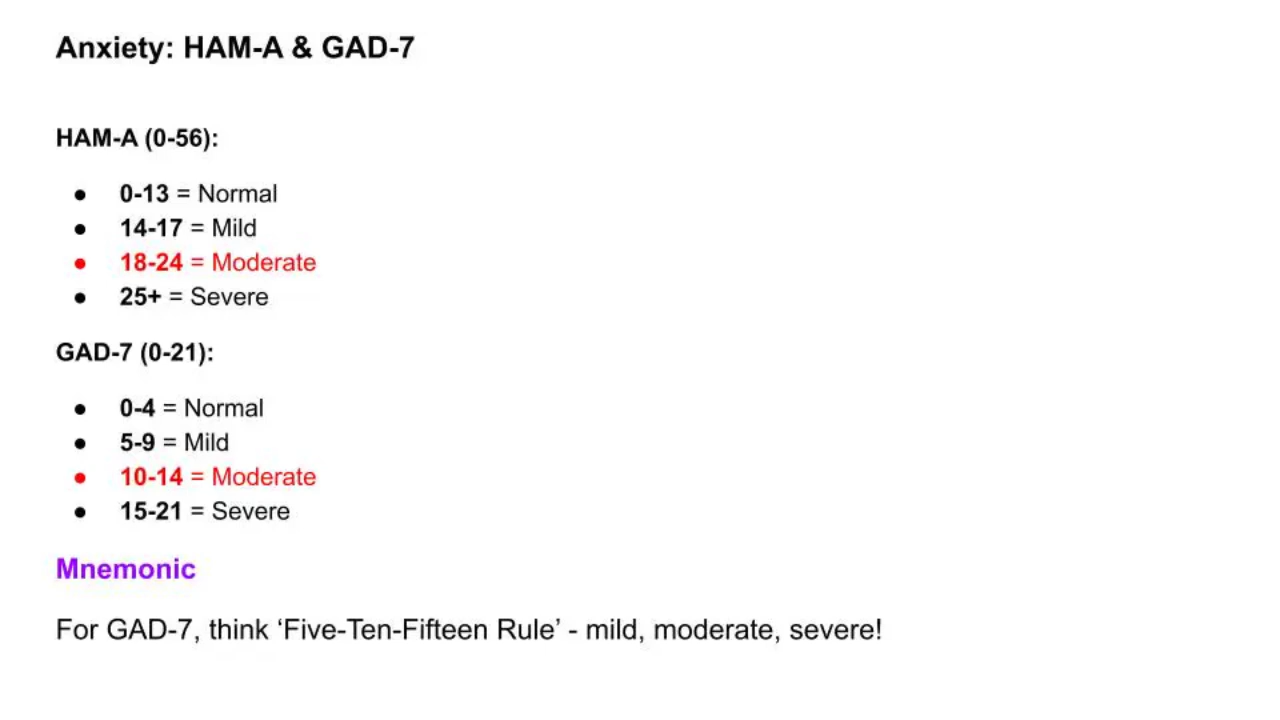 Anxiety: HAM-A & GAD-7
HAM-A (0-56):
● 0-13 = Normal
● 14-17 = Mild
● 18-24 = Moderate
● 25+ = Severe
GAD-7 (0-21):
● 0-4 = Normal
● 5-9 = Mild
● 10-14 = Moderate
● 15-21 = Severe
Mnemonic
For GAD-7, think ‘Five-Ten-Fifteen Rule’ - mild, moderate, severe!